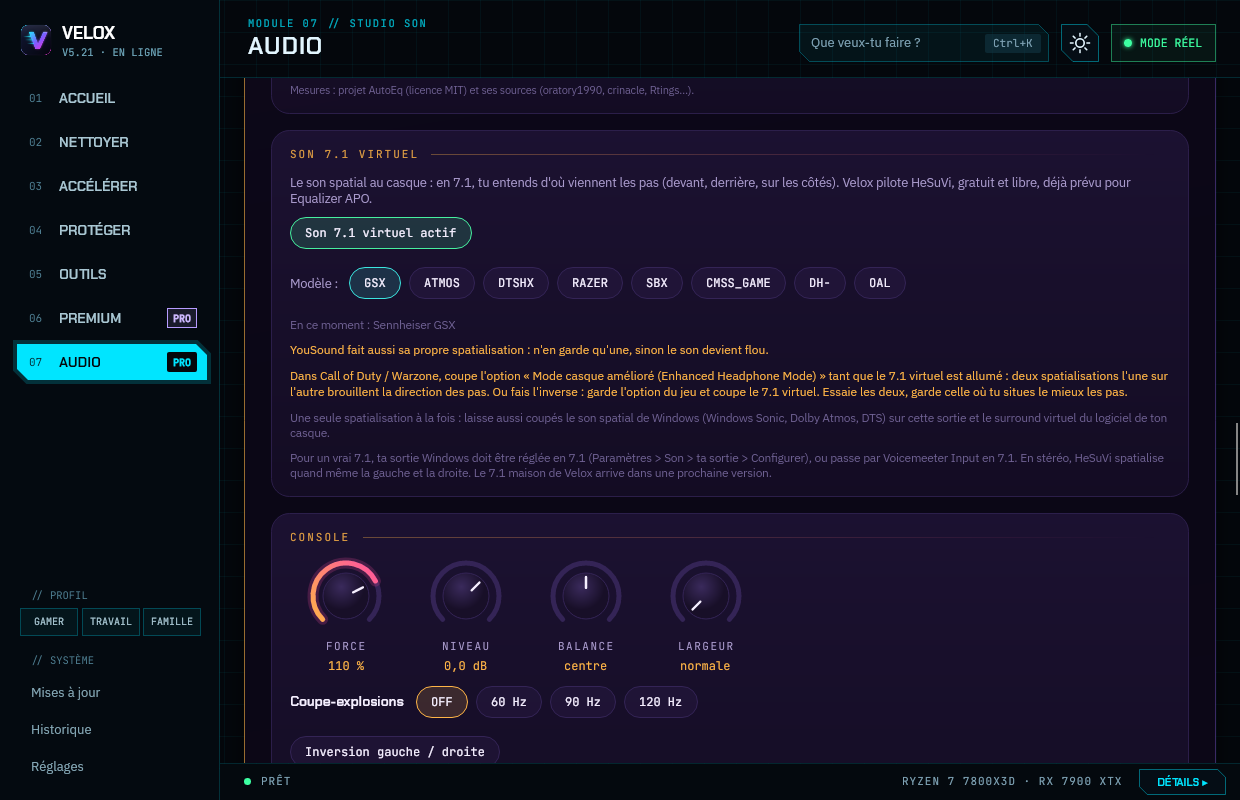 VELOX
V5.21 · EN LIGNE
01 ACCUEIL
02 NETTOYER
03 ACCÉLÉRER
04 PROTÉGER
05 OUTILS
06 PREMIUM PRO
07 AUDIO PRO
// PROFIL
GAMER TRAVAIL FAMILLE
// SYSTÈME
Mises à jour
Historique
Réglages
MODULE 07 // STUDIO SON
AUDIO
Que veux-tu faire ? Ctrl+K
MODE RÉEL
Mesures : projet AutoEq (licence MIT) et ses sources (oratory1990, crinacle, Rtings…).
SON 7.1 VIRTUEL
Le son spatial au casque : en 7.1, tu entends d'où viennent les pas (devant, derrière, sur les côtés). Velox pilote HeSuVi, gratuit et libre, déjà prévu pour
Equalizer APO.
Son 7.1 virtuel actif
Modèle : GSX ATMOS DTSHX RAZER SBX CMSS_GAME DH- OAL
En ce moment : Sennheiser GSX
YouSound fait aussi sa propre spatialisation : n'en garde qu'une, sinon le son devient flou.
Dans Call of Duty / Warzone, coupe l'option « Mode casque amélioré (Enhanced Headphone Mode) » tant que le 7.1 virtuel est allumé : deux spatialisations l'une sur
l'autre brouillent la direction des pas. Ou fais l'inverse : garde l'option du jeu et coupe le 7.1 virtuel. Essaie les deux, garde celle où tu situes le mieux les pas.
Une seule spatialisation à la fois : laisse aussi coupés le son spatial de Windows (Windows Sonic, Dolby Atmos, DTS) sur cette sortie et le surround virtuel du logiciel de ton
casque.
Pour un vrai 7.1, ta sortie Windows doit être réglée en 7.1 (Paramètres > Son > ta sortie > Configurer), ou passe par Voicemeeter Input en 7.1. En stéréo, HeSuVi spatialise
quand même la gauche et la droite. Le 7.1 maison de Velox arrive dans une prochaine version.
CONSOLE
FORCE NIVEAU BALANCE LARGEUR
110 % 0,0 dB centre normale
Coupe-explosions OFF 60 Hz 90 Hz 120 Hz
Inversion gauche / droite
PRÊT
RYZEN 7 7800X3D · RX 7900 XTX
DÉTAILS ▸